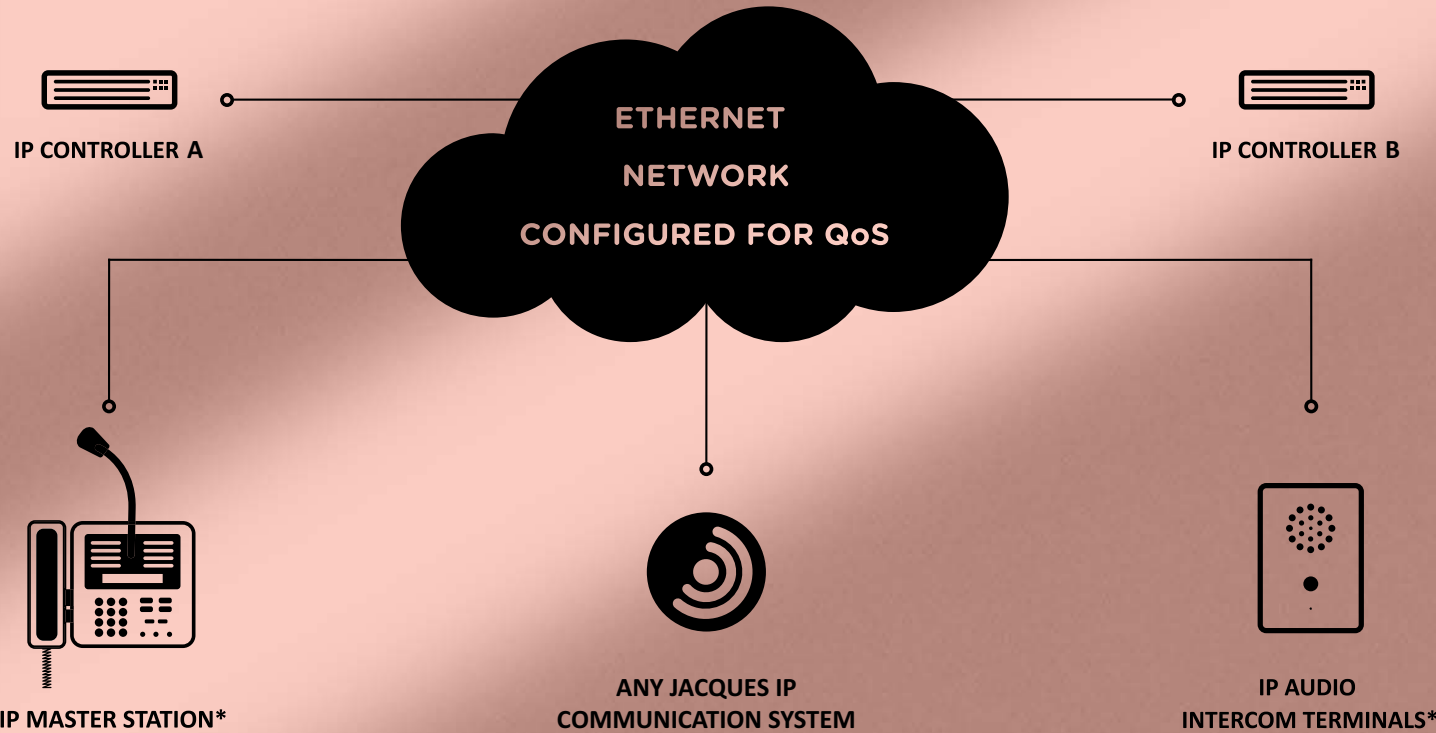 ETHERNET
NETWORK
CONFIGURED FOR QoS
IP CONTROLLER A
IP CONTROLLER B
IP MASTER STATION*
ANY JACQUES IP
COMMUNICATION SYSTEM
IP AUDIO
INTERCOM TERMINALS*